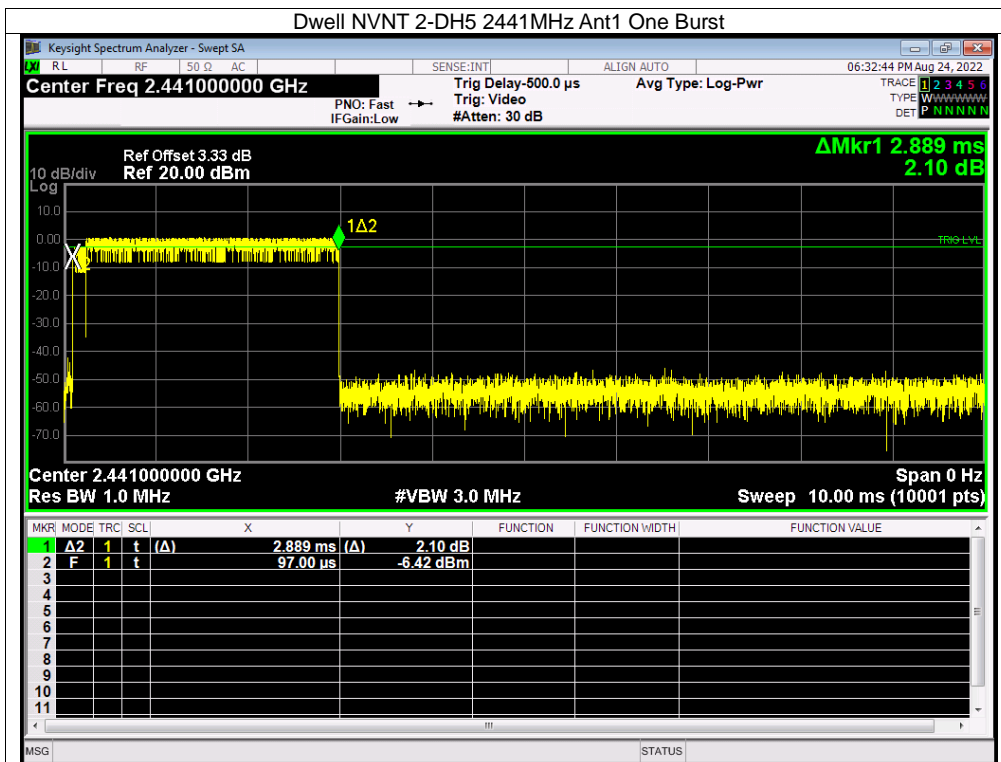 Dwell NVNT 2-DH5 2441MHz Ant1 One Burst
Keysight Spectrum Analyzer - Swept SA
LXI RL RF 50 Ω AC SENSE:INT ALIGN AUTO 06:32:44 PM Aug 24, 2022
Center Freq 2.441000000 GHz
PNO: Fast
IFGain:Low
Trig Delay-500.0 µs
Trig: Video
#Atten: 30 dB
Avg Type: Log-Pwr
TRACE 1 2 3 4 5 6
TYPE WWWWWW
DET P N N N N N
ΔMkr1 2.889 ms
2.10 dB
Ref Offset 3.33 dB
10 dB/div Ref 20.00 dBm
Log
10.0
0.00
-10.0
-20.0
-30.0
-40.0
-50.0
-60.0
-70.0
1Δ2
TRIG LVL
X2
Center 2.441000000 GHz Span 0 Hz
Res BW 1.0 MHz #VBW 3.0 MHz Sweep 10.00 ms (10001 pts)
MKR MODE TRC SCL X Y FUNCTION FUNCTION WIDTH FUNCTION VALUE
1 Δ2 1 t (Δ) 2.889 ms (Δ) 2.10 dB
2 F 1 t 97.00 µs -6.42 dBm
3
4
5
6
7
8
9
10
11
MSG STATUS